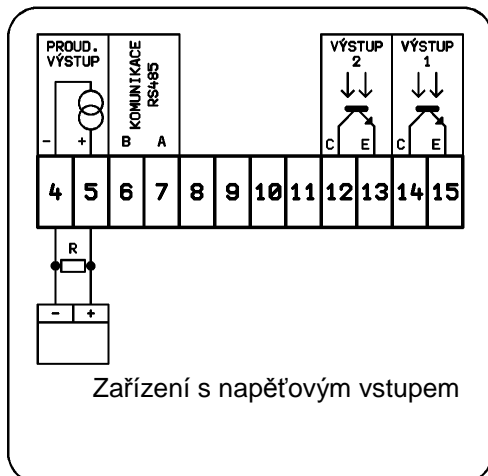 PROUD.
VÝSTUP
- +
KOMUNIKACE
RS485
B A
VÝSTUP
2
C E
VÝSTUP
1
C E
4 5 6 7 8 9 10 11 12 13 14 15
R
- +
Zařízení s napěťovým vstupem